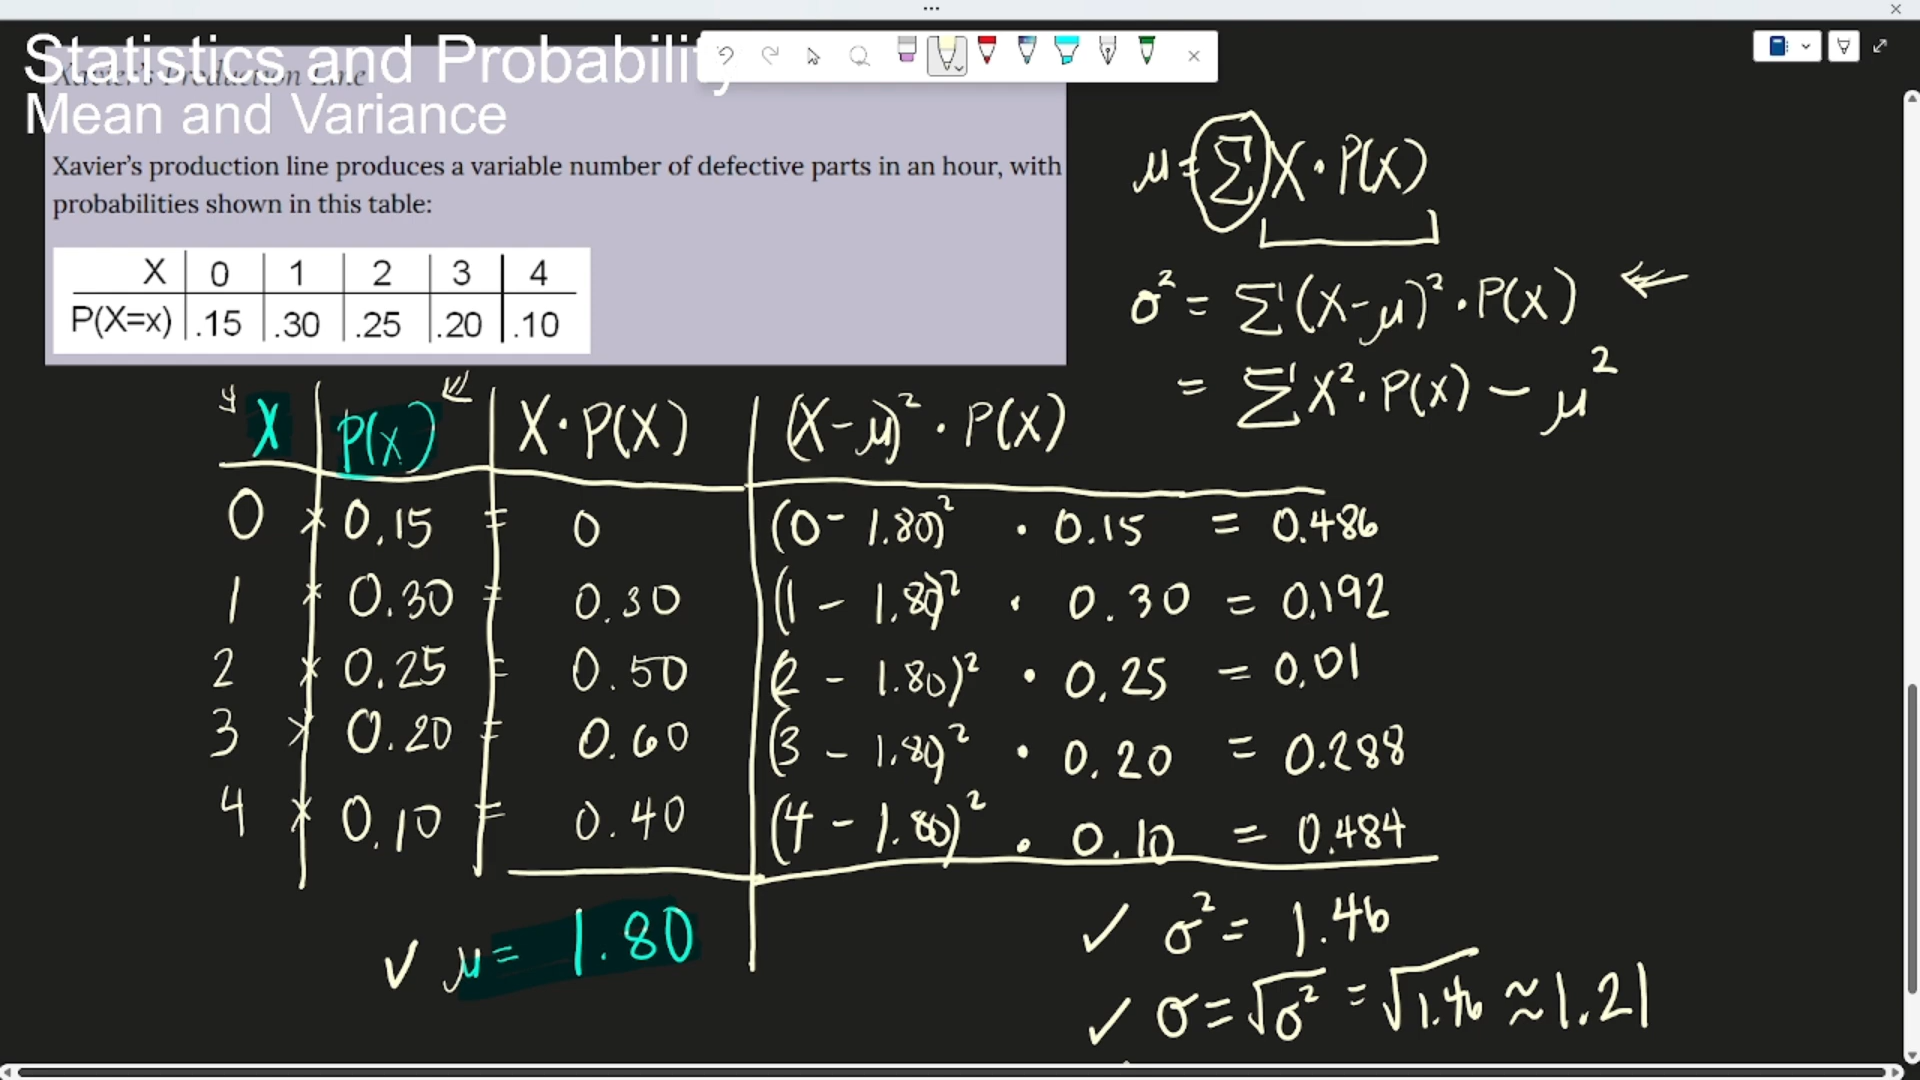 Statistics and Probability
Xavier's Production Line
Mean and Variance
Xavier's production line produces a variable number of defective parts in an hour, with
probabilities shown in this table:
X 0 1 2 3 4
P(X=x) .15 .30 .25 .20 .10
μ = Σ X · P(X)
σ² = Σ (X-μ)² · P(X)
= Σ X² · P(X) - μ²
X P(x) X · P(X) (X-μ)² · P(X)
0 × 0.15 = 0 (0 - 1.80)² · 0.15 = 0.486
1 × 0.30 = 0.30 (1 - 1.80)² · 0.30 = 0.192
2 × 0.25 = 0.50 (2 - 1.80)² · 0.25 = 0.01
3 × 0.20 = 0.60 (3 - 1.80)² · 0.20 = 0.288
4 × 0.10 = 0.40 (4 - 1.80)² · 0.10 = 0.484
✓ μ = 1.80
✓ σ² = 1.46
✓ σ = √σ² = √1.46 ≈ 1.21